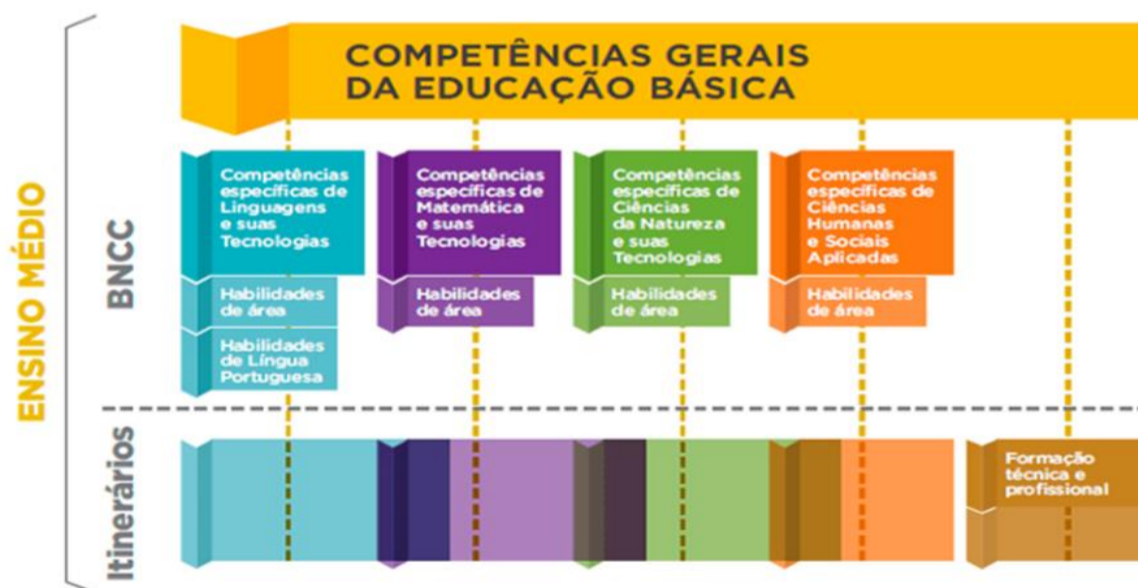 COMPETÊNCIAS GERAIS
DA EDUCAÇÃO BÁSICA
ENSINO MÉDIO
BNCC
Competências
específicas de
Linguagens
e suas
Tecnologias
Habilidades
de área
Habilidades
de Língua
Portuguesa
Competências
específicas de
Matemática
e suas
Tecnologias
Habilidades
de área
Competências
específicas de
Ciências
da Natureza
e suas
Tecnologias
Habilidades
de área
Competências
específicas de
Ciências
Humanas
e Sociais
Aplicadas
Habilidades
de área
Itinerários
Formação
técnica e
profissional